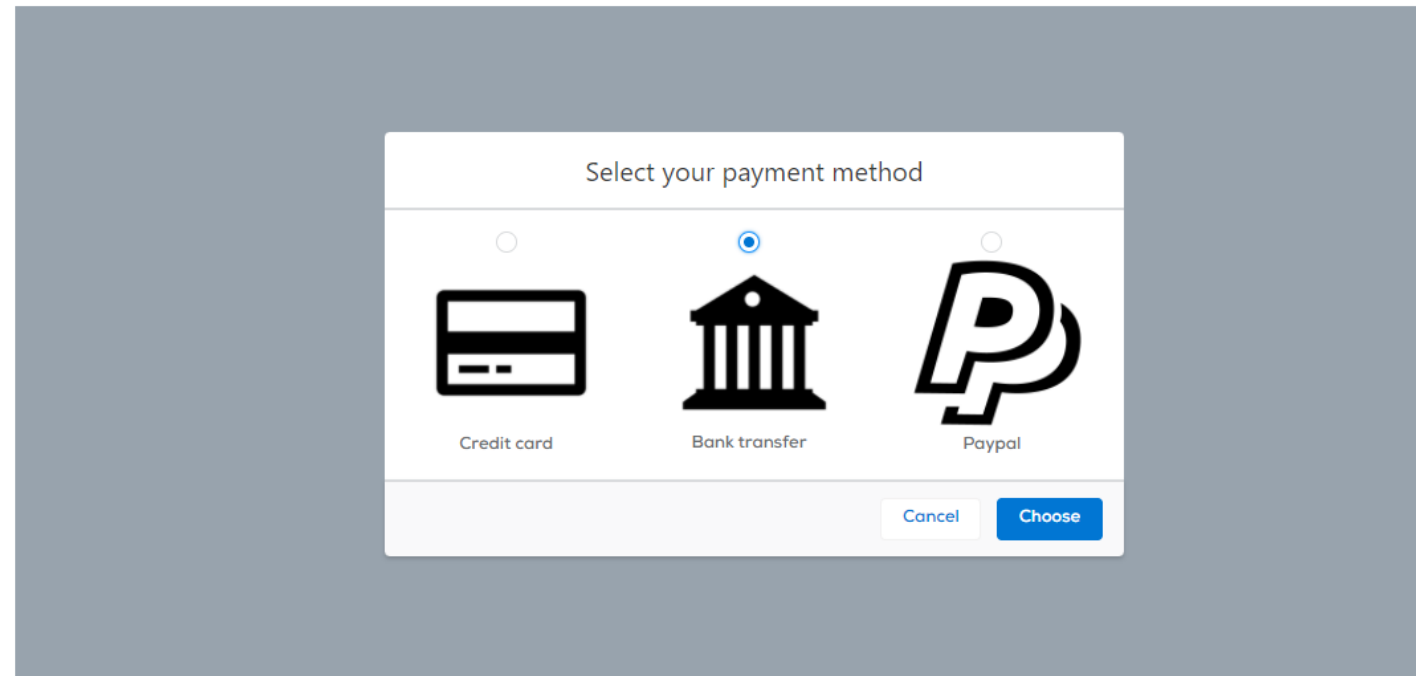 Select your payment method
Credit card
Bank transfer
Paypal
Cancel
Choose